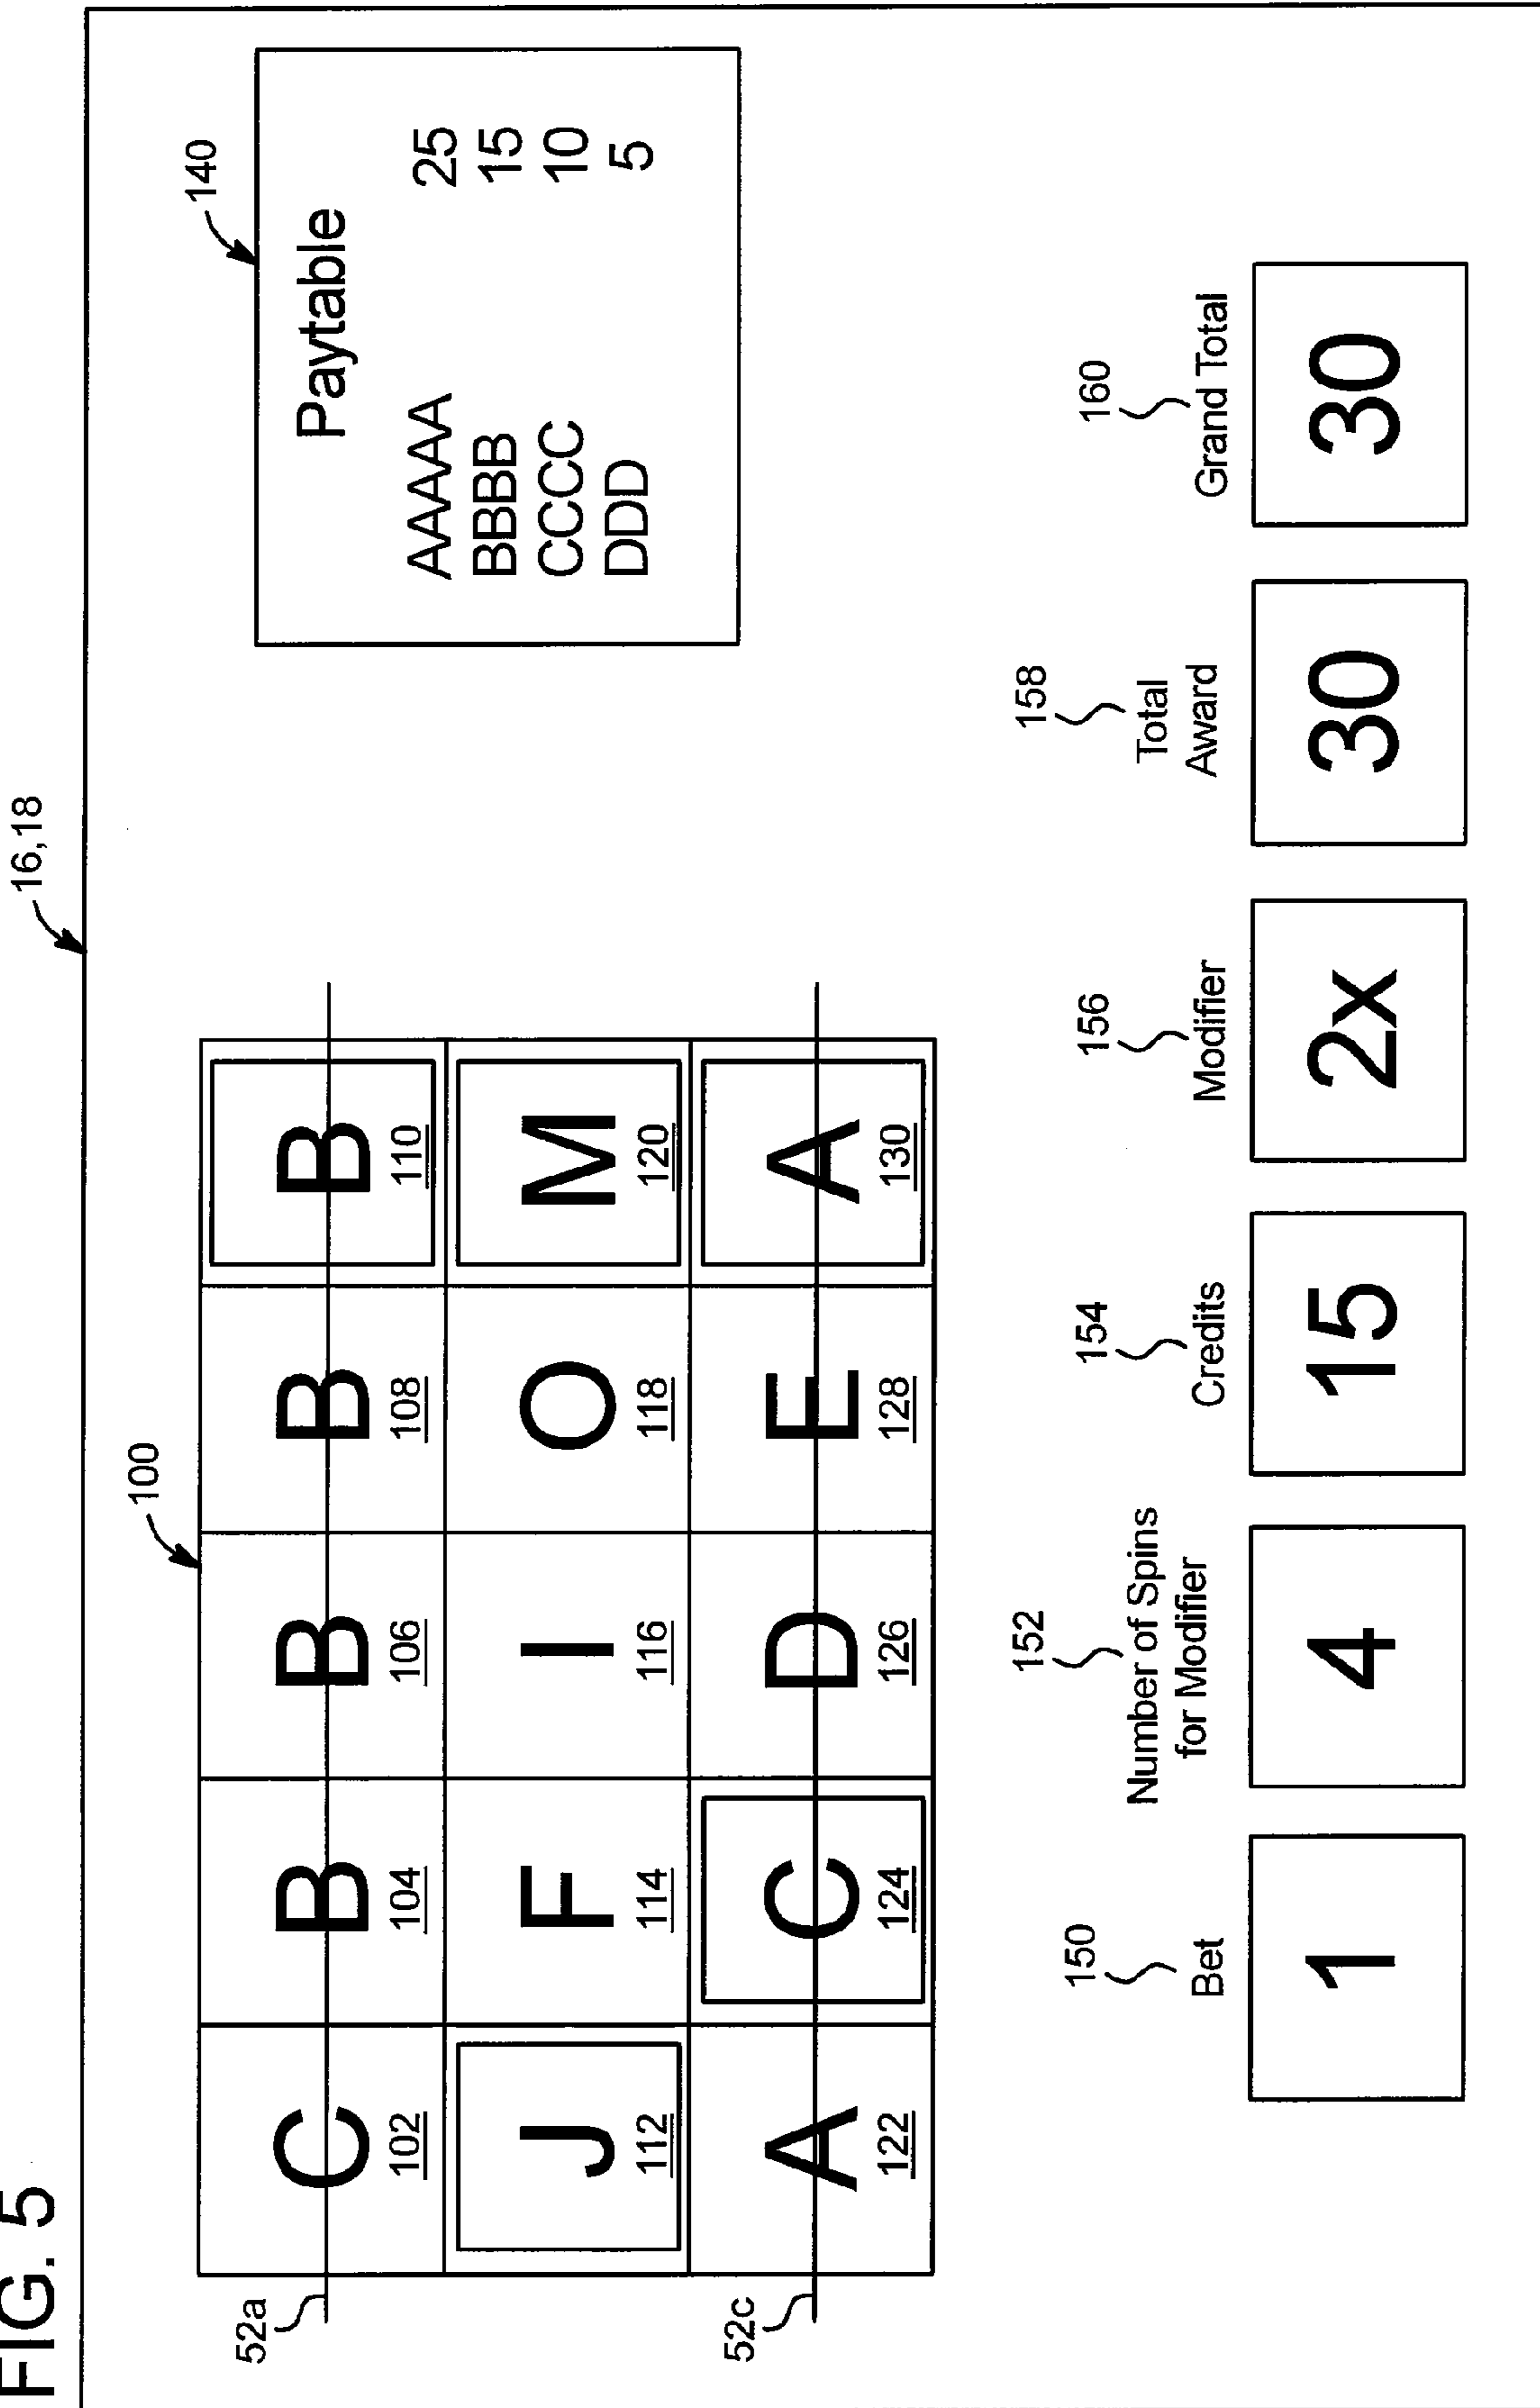 FIG. 5
16,18
100
140
Paytable
AAAAA 25
BBBB 15
CCCC 10
DDD 5
52a
C B B B B
102 104 106 108 110
J F I O M
112 114 116 118 120
52c
A C D E A
122 124 126 128 130
150 152 154 156 158 160
Bet
Number of Spins
for Modifier
Credits
Modifier
Total
Award
Grand Total
1 4 15 2x 30 30